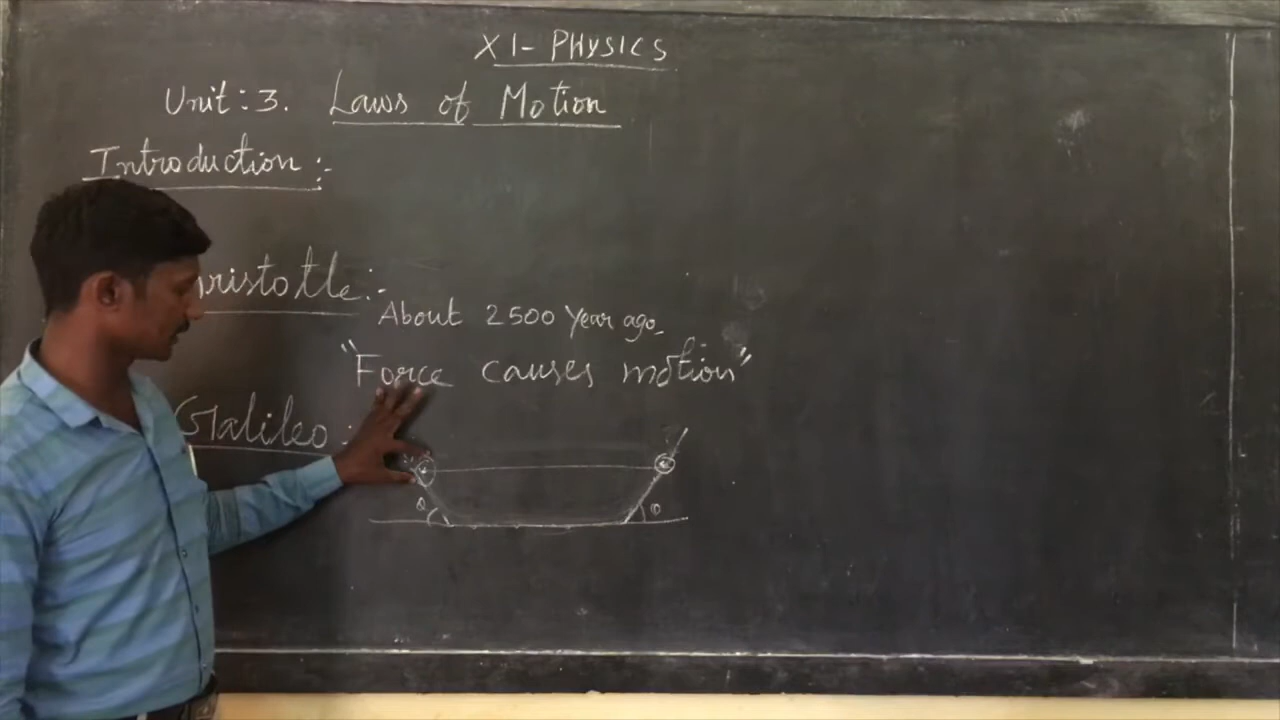 XI- PHYSICS
Unit: 3. Laws of Motion
Introduction :-
ristotle:-
About 2500 Year ago
"Force causes motion"
Galileo :
θ θ